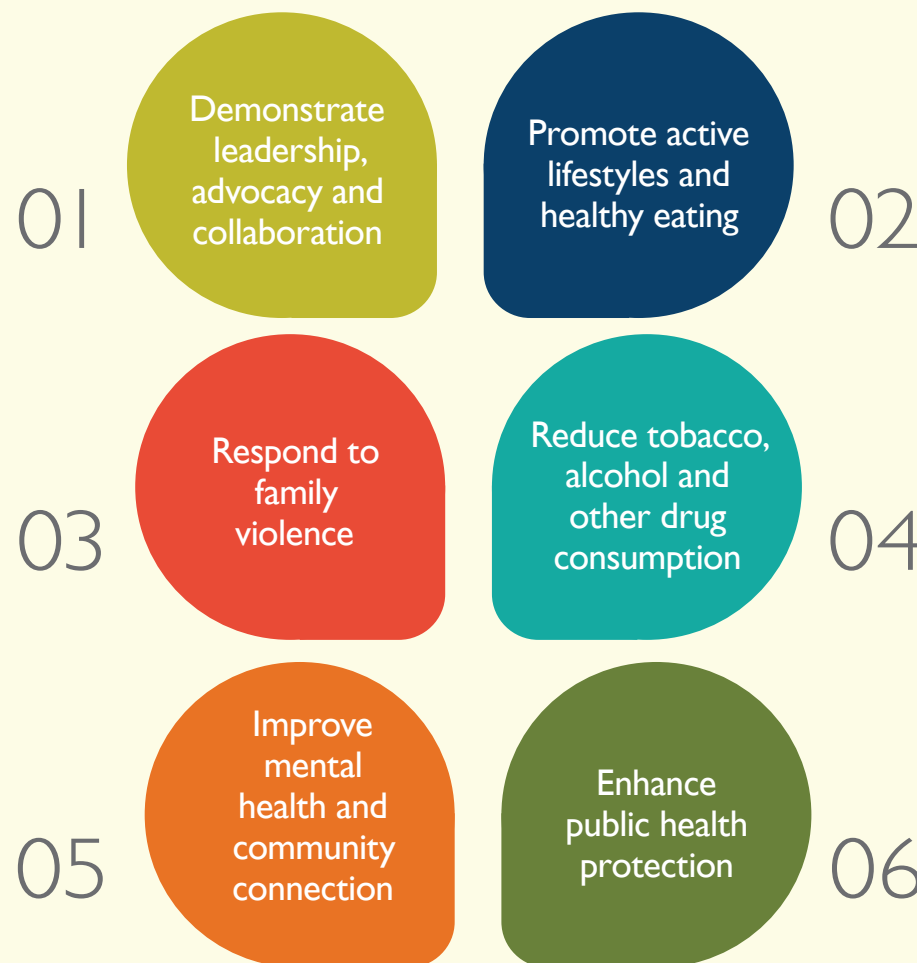 01
Demonstrate
leadership,
advocacy and
collaboration
Promote active
lifestyles and
healthy eating
02
03
Respond to
family
violence
Reduce tobacco,
alcohol and
other drug
consumption
04
05
Improve
mental
health and
community
connection
Enhance
public health
protection
06